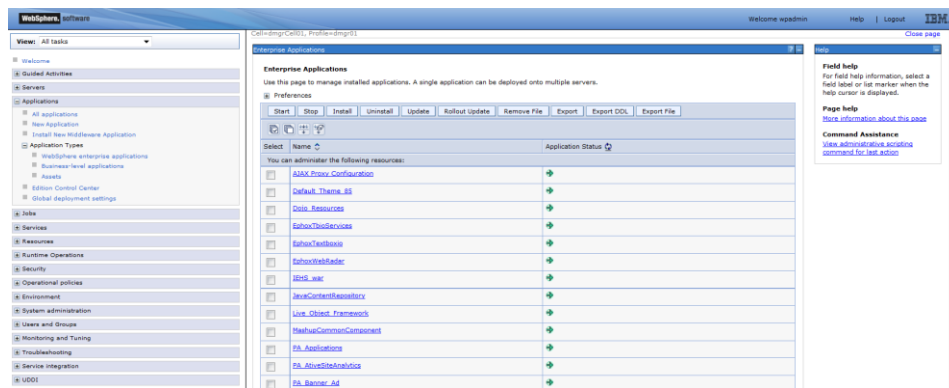 WebSphere. software
Welcome wpadmin
Help | Logout
IBM
View: All tasks
Cell=dmgrCell01, Profile=dmgr01
Close page
Welcome
Guided Activities
Servers
Applications
All applications
New Application
Install New Middleware Application
Application Types
WebSphere enterprise applications
Business-level applications
Assets
Edition Control Center
Global deployment settings
Jobs
Services
Resources
Runtime Operations
Security
Operational policies
Environment
System administration
Users and Groups
Monitoring and Tuning
Troubleshooting
Service integration
UDDI
Enterprise Applications
Enterprise Applications
Use this page to manage installed applications. A single application can be deployed onto multiple servers.
Preferences
Start Stop Install Uninstall Update Rollout Update Remove File Export Export DDL Export File
Select Name Application Status
You can administer the following resources:
AJAX Proxy Configuration
Default_Theme_85
Dojo_Resources
EphoxTbioServices
EphoxTextboxio
EphoxWebRadar
IEHS_war
JavaContentRepository
Live_Object_Framework
MashupCommonComponent
PA_Applications
PA_AtiveSiteAnalytics
PA_Banner_Ad
Help
Field help
For field help information, select a
field label or list marker when the
help cursor is displayed.
Page help
More information about this page
Command Assistance
View administrative scripting
command for last action